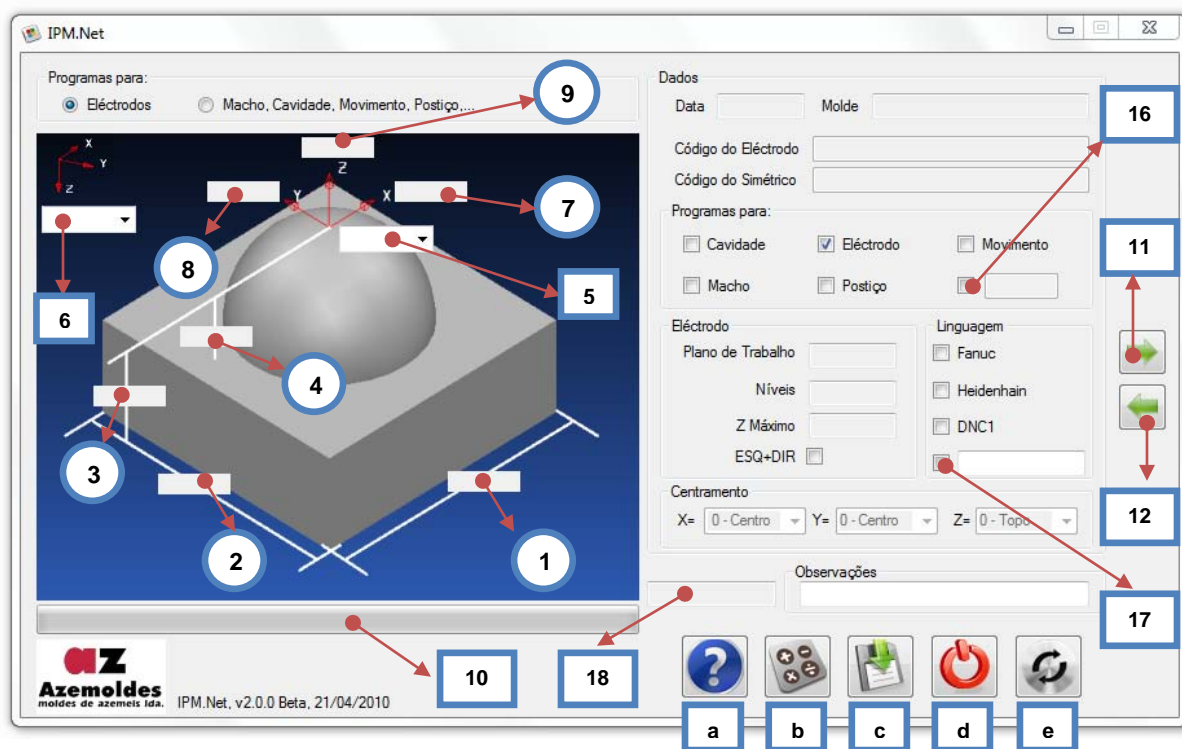 IPM.Net
Programas para:
Eléctrodos
Macho, Cavidade, Movimento, Postiço,...
9
X
Y
Z
Z
Y
X
7
8
6
5
4
3
2
1
10
Dados
Data
Molde
16
Código do Eléctrodo
Código do Simétrico
Programas para:
Cavidade
Eléctrodo
Movimento
Macho
Postiço
11
Eléctrodo
Plano de Trabalho
Níveis
Z Máximo
ESQ+DIR
Linguagem
Fanuc
Heidenhain
DNC1
12
Centramento
X= 0 - Centro Y= 0 - Centro Z= 0 - Topo
Observações
17
18
az
Azemoldes
moldes de azemeis lda.
IPM.Net, v2.0.0 Beta, 21/04/2010
a
b
c
d
e